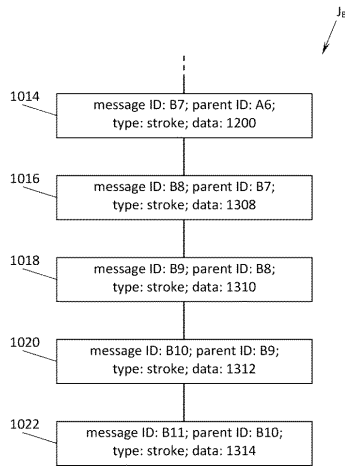 J_B
1014
message ID: B7; parent ID: A6;
type: stroke; data: 1200
1016
message ID: B8; parent ID: B7;
type: stroke; data: 1308
1018
message ID: B9; parent ID: B8;
type: stroke; data: 1310
1020
message ID: B10; parent ID: B9;
type: stroke; data: 1312
1022
message ID: B11; parent ID: B10;
type: stroke; data: 1314